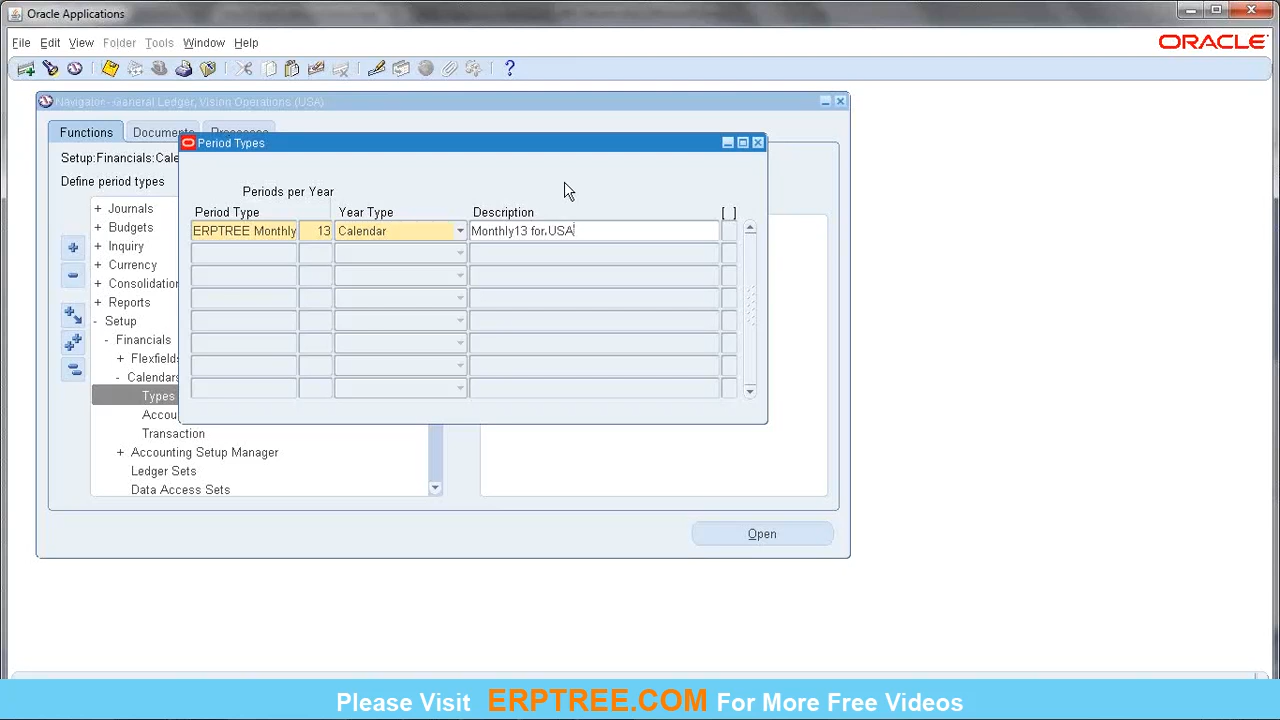 Oracle Applications
File Edit View Folder Tools Window Help
ORACLE
Navigator - General Ledger, Vision Operations (USA)
Functions Documents Processes
Period Types
Setup:Financials:Cale
Define period types
Periods per Year
Period Type Year Type Description [ ]
ERPTREE Monthly 13 Calendar Monthly13 for USA
+ Journals
+ Budgets
+ Inquiry
+ Currency
+ Consolidation
+ Reports
- Setup
- Financials
+ Flexfields
- Calendars
Types
Accou
Transaction
+ Accounting Setup Manager
Ledger Sets
Data Access Sets
Open
Please Visit ERPTREE.COM For More Free Videos